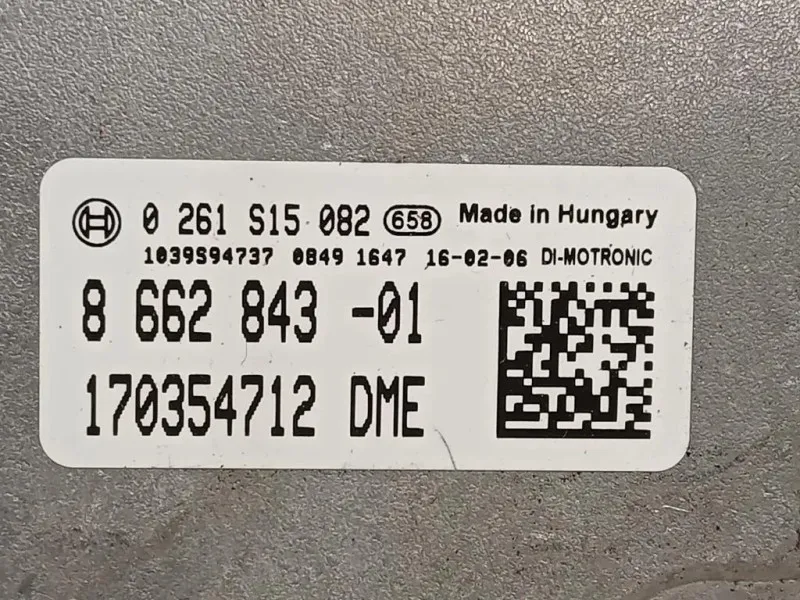 0 261 S15 082 658 Made in Hungary
1039S94737 0849 1647 16-02-06 DI-MOTRONIC
8 662 843 -01
170354712 DME